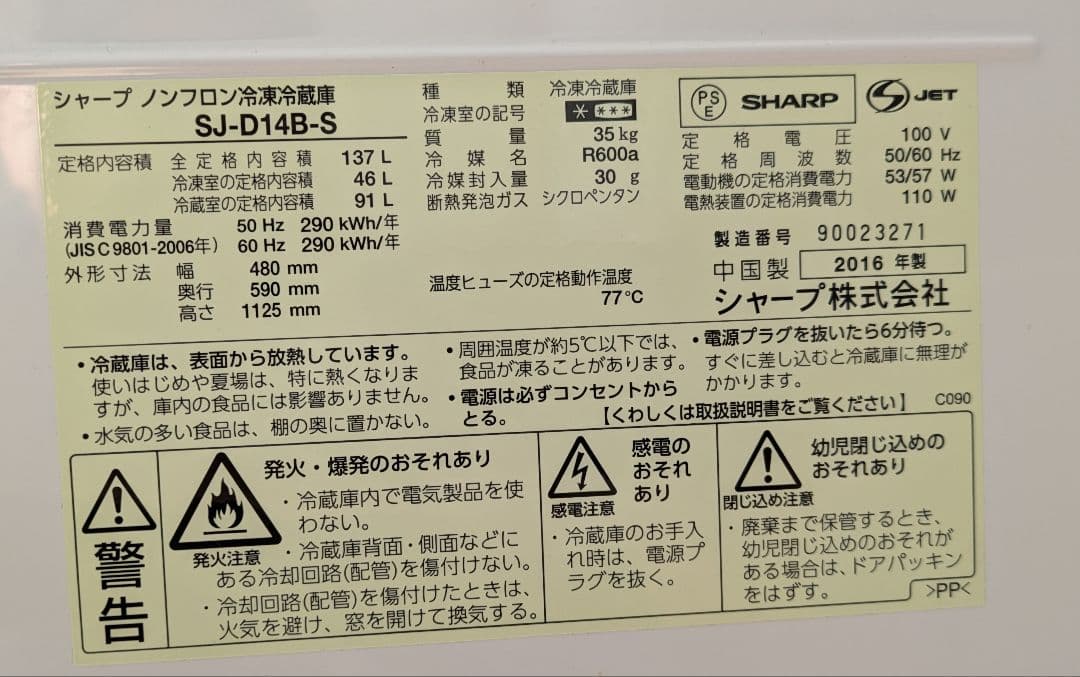 シャープ ノンフロン冷凍冷蔵庫
SJ-D14B-S
定格内容積 全定格内容積 137 L
冷凍室の定格内容積 46 L
冷蔵室の定格内容積 91 L
消費電力量 50 Hz 290 kWh/年
(JIS C 9801-2006年) 60 Hz 290 kWh/年
外形寸法 幅 480 mm
奥行 590 mm
高さ 1125 mm
種類 冷凍冷蔵庫
冷凍室の記号 * ***
質量 35 kg
冷媒名 R600a
冷媒封入量 30 g
断熱発泡ガス シクロペンタン
温度ヒューズの定格動作温度
77℃
PSE SHARP JET
定格電圧 100 V
定格周波数 50/60 Hz
電動機の定格消費電力 53/57 W
電熱装置の定格消費電力 110 W
製造番号 90023271
中国製 2016 年製
シャープ株式会社
・冷蔵庫は、表面から放熱しています。
使いはじめや夏場は、特に熱くなりま
すが、庫内の食品には影響ありません。
・水気の多い食品は、棚の奥に置かない。
・周囲温度が約5℃以下では、
食品が凍ることがあります。
・電源は必ずコンセントから
とる。
・電源プラグを抜いたら6分待つ。
すぐに差し込むと冷蔵庫に無理が
かかります。
【くわしくは取扱説明書をご覧ください】 C090
警告
発火注意
発火・爆発のおそれあり
・冷蔵庫内で電気製品を使
わない。
・冷蔵庫背面・側面などに
ある冷却回路(配管)を傷付けない。
・冷却回路(配管)を傷付けたときは、
火気を避け、窓を開けて換気する。
感電注意
感電の
おそれ
あり
・冷蔵庫のお手入
れ時は、電源プ
ラグを抜く。
閉じ込め注意
幼児閉じ込めの
おそれあり
・廃棄まで保管するとき、
幼児閉じ込めのおそれが
ある場合は、ドアパッキン
をはずす。
>PP<